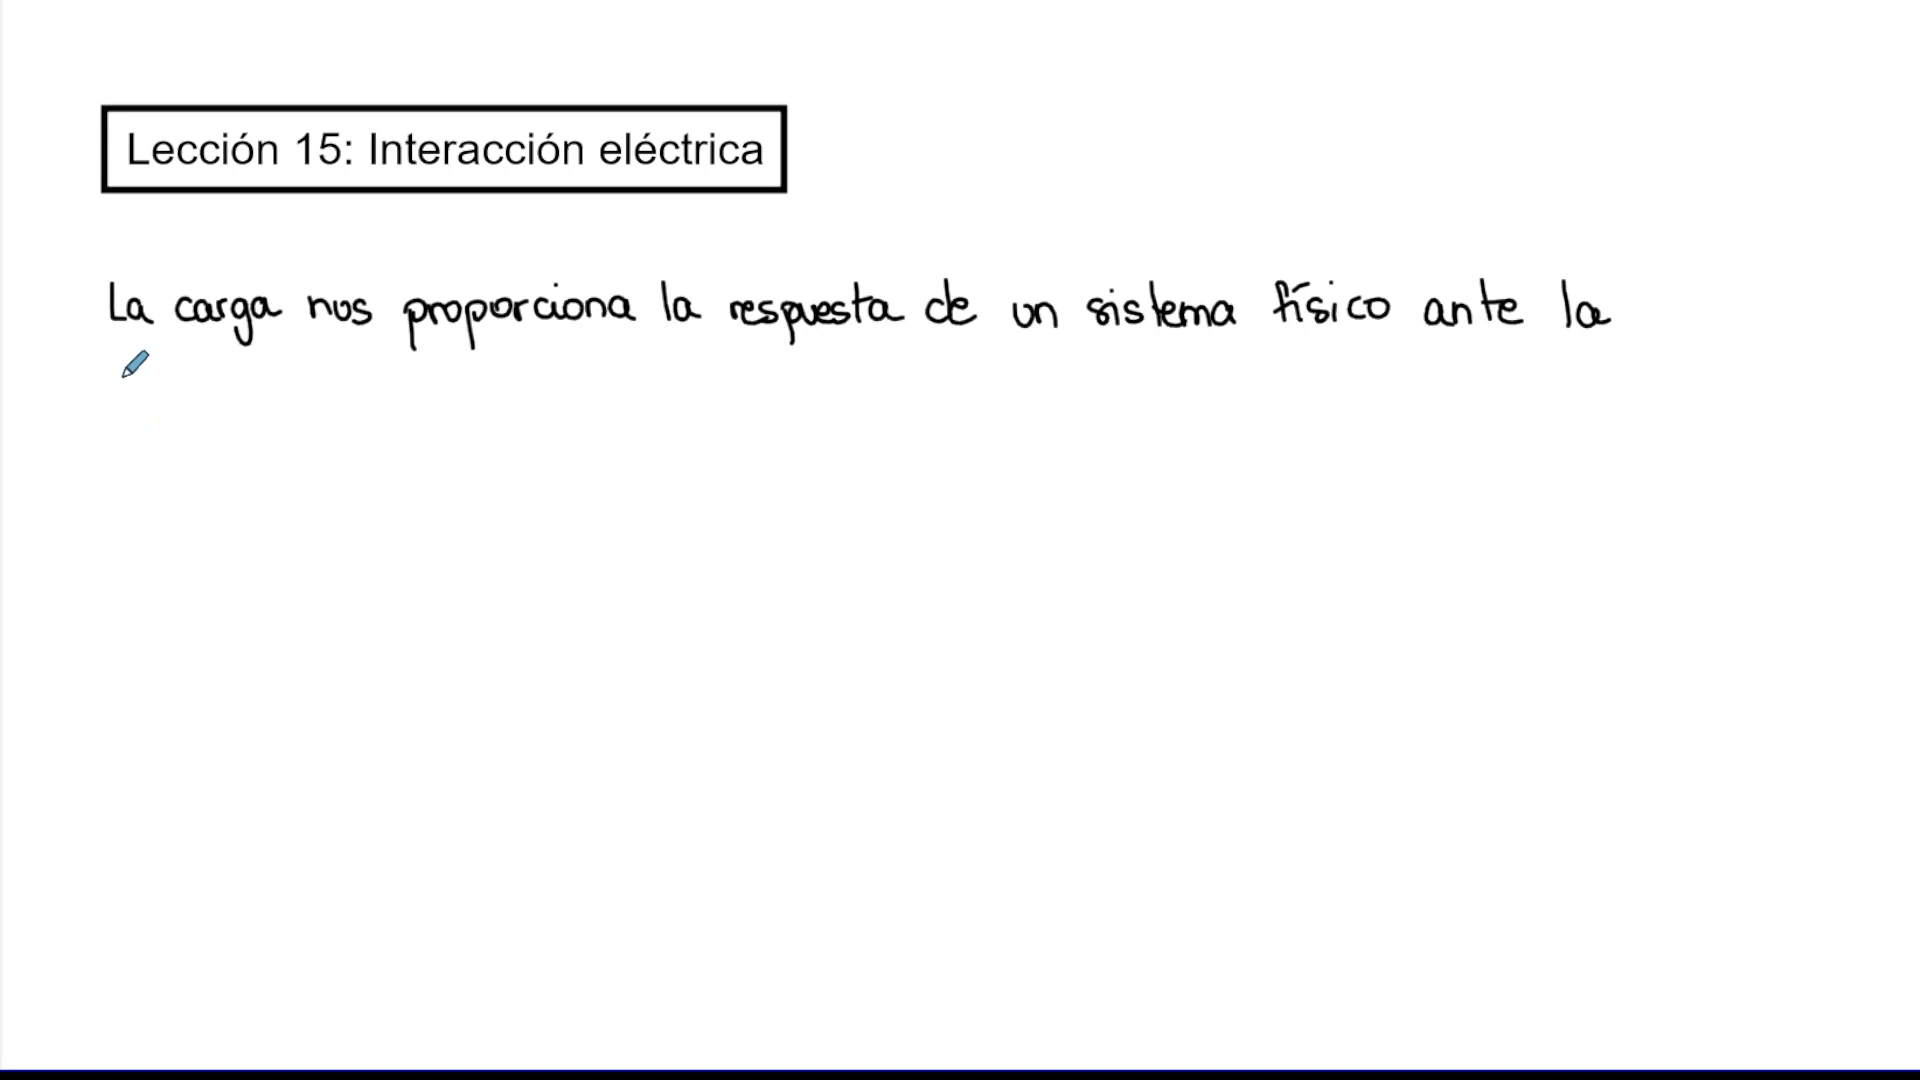 Lección 15: Interacción eléctrica
La carga nos proporciona la respuesta de un sistema físico ante la